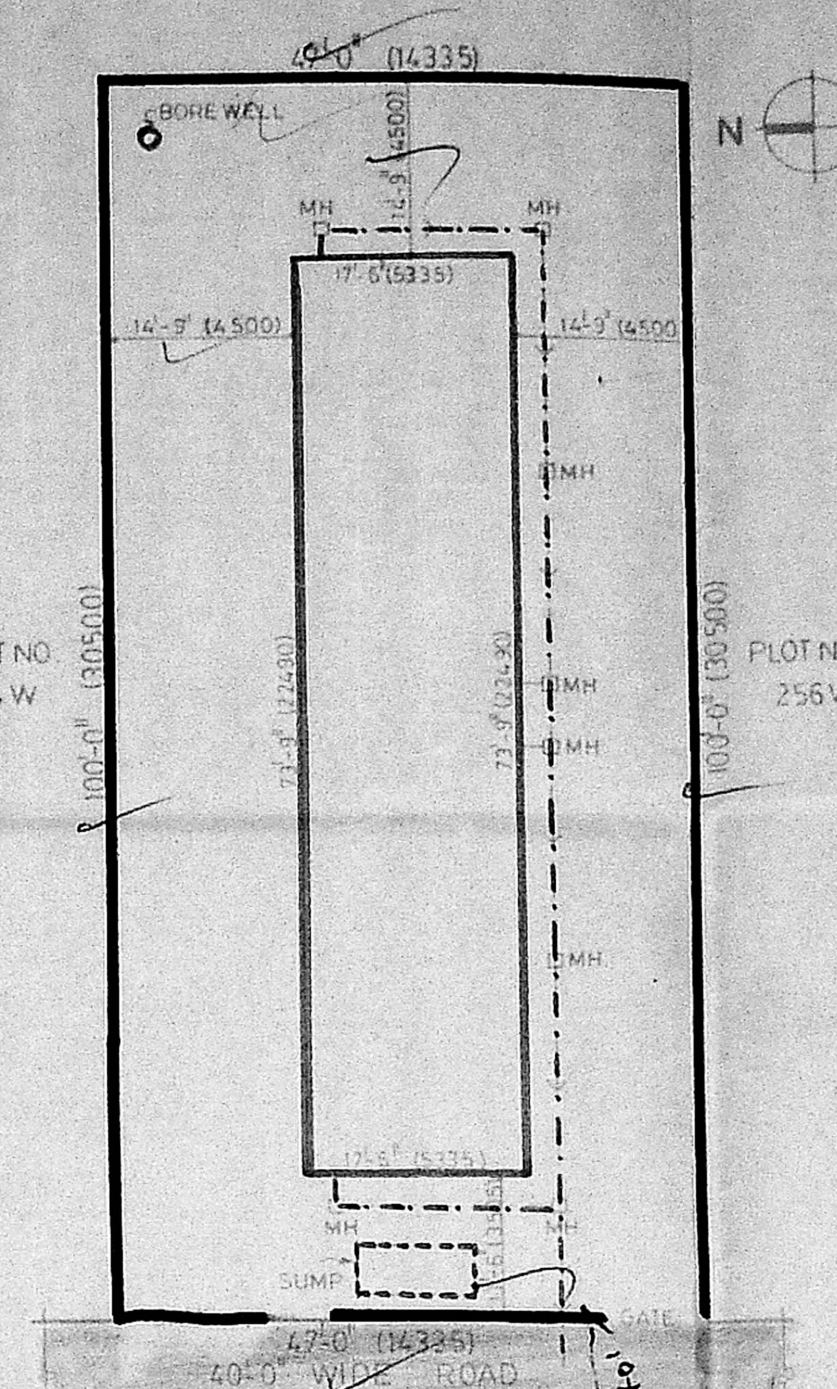 47'-0" (14335)
BORE WELL
14'-9" (4500)
N
MH
MH
17'-6" (5335)
14'-9" (4500)
14'-9" (4500
MH
100'-0" (30500)
73'-9" (22490)
73'-9" (22490)
100'-0" (30500)
T NO.
W
PLOT N
256
MH
MH
MH
17'-6" (5335)
MH
MH
SUMP
GATE
47'-0" (14335)
40'-0" WIDE ROAD